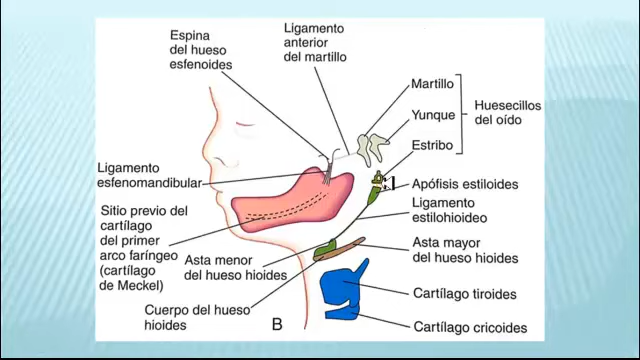 Espina
del hueso
esfenoides
Ligamento
anterior
del martillo
Martillo
Yunque
Estribo
Huesecillos
del oído
Ligamento
esfenomandibular
Apófisis estiloides
Ligamento
estilohioideo
Sitio previo del
cartílago
del primer
arco faríngeo
(cartílago
de Meckel)
Asta menor
del hueso hioides
Asta mayor
del hueso hioides
Cuerpo del hueso
hioides
Cartílago tiroides
Cartílago cricoides
B